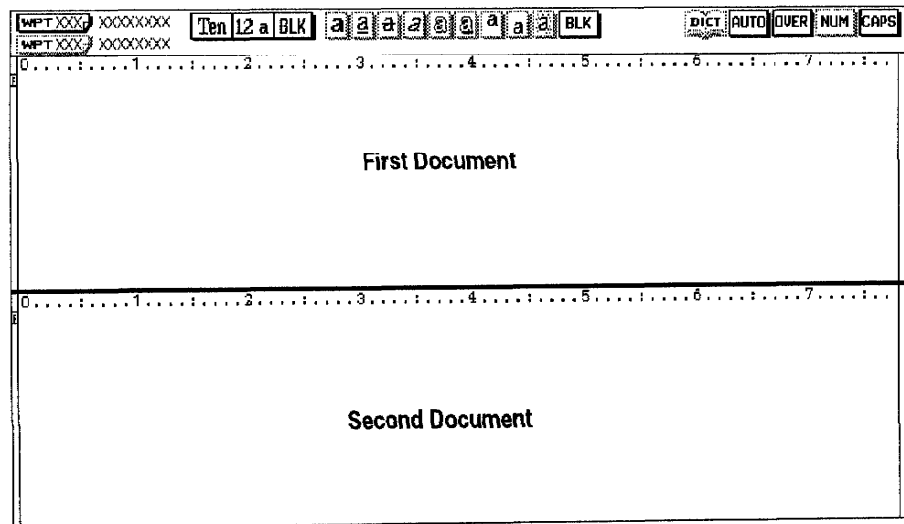 WPT XXX XXXXXXXX Ten 12 a BLK a a a a a a a a a BLK DICT AUTO OVER NUM CAPS
WPT XXX XXXXXXXX
0....:....1....:....2....:....3....:....4....:....5....:....6....:....7....:..
First Document
0....:....1....:....2....:....3....:....4....:....5....:....6....:....7....:..
Second Document